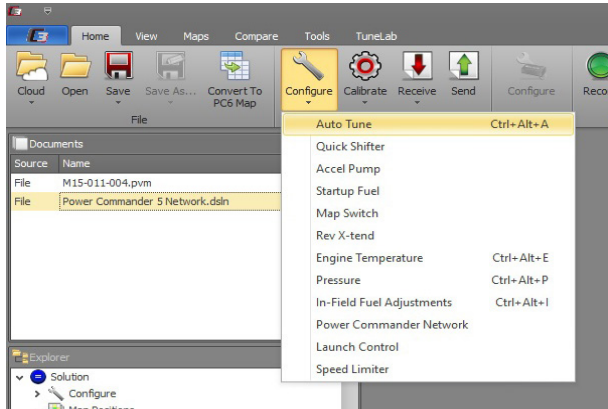 Home View Maps Compare Tools TuneLab
Cloud Open Save Save As... Convert To PC6 Map Configure Calibrate Receive Send Configure
File
Auto Tune Ctrl+Alt+A
Documents
Quick Shifter
Source Name
Accel Pump
File M15-011-004.pvm
Startup Fuel
File Power Commander 5 Network.dsln
Map Switch
Rev X-tend
Engine Temperature Ctrl+Alt+E
Pressure Ctrl+Alt+P
In-Field Fuel Adjustments Ctrl+Alt+I
Power Commander Network
Launch Control
Explorer
Speed Limiter
Solution
Configure
Map Positions